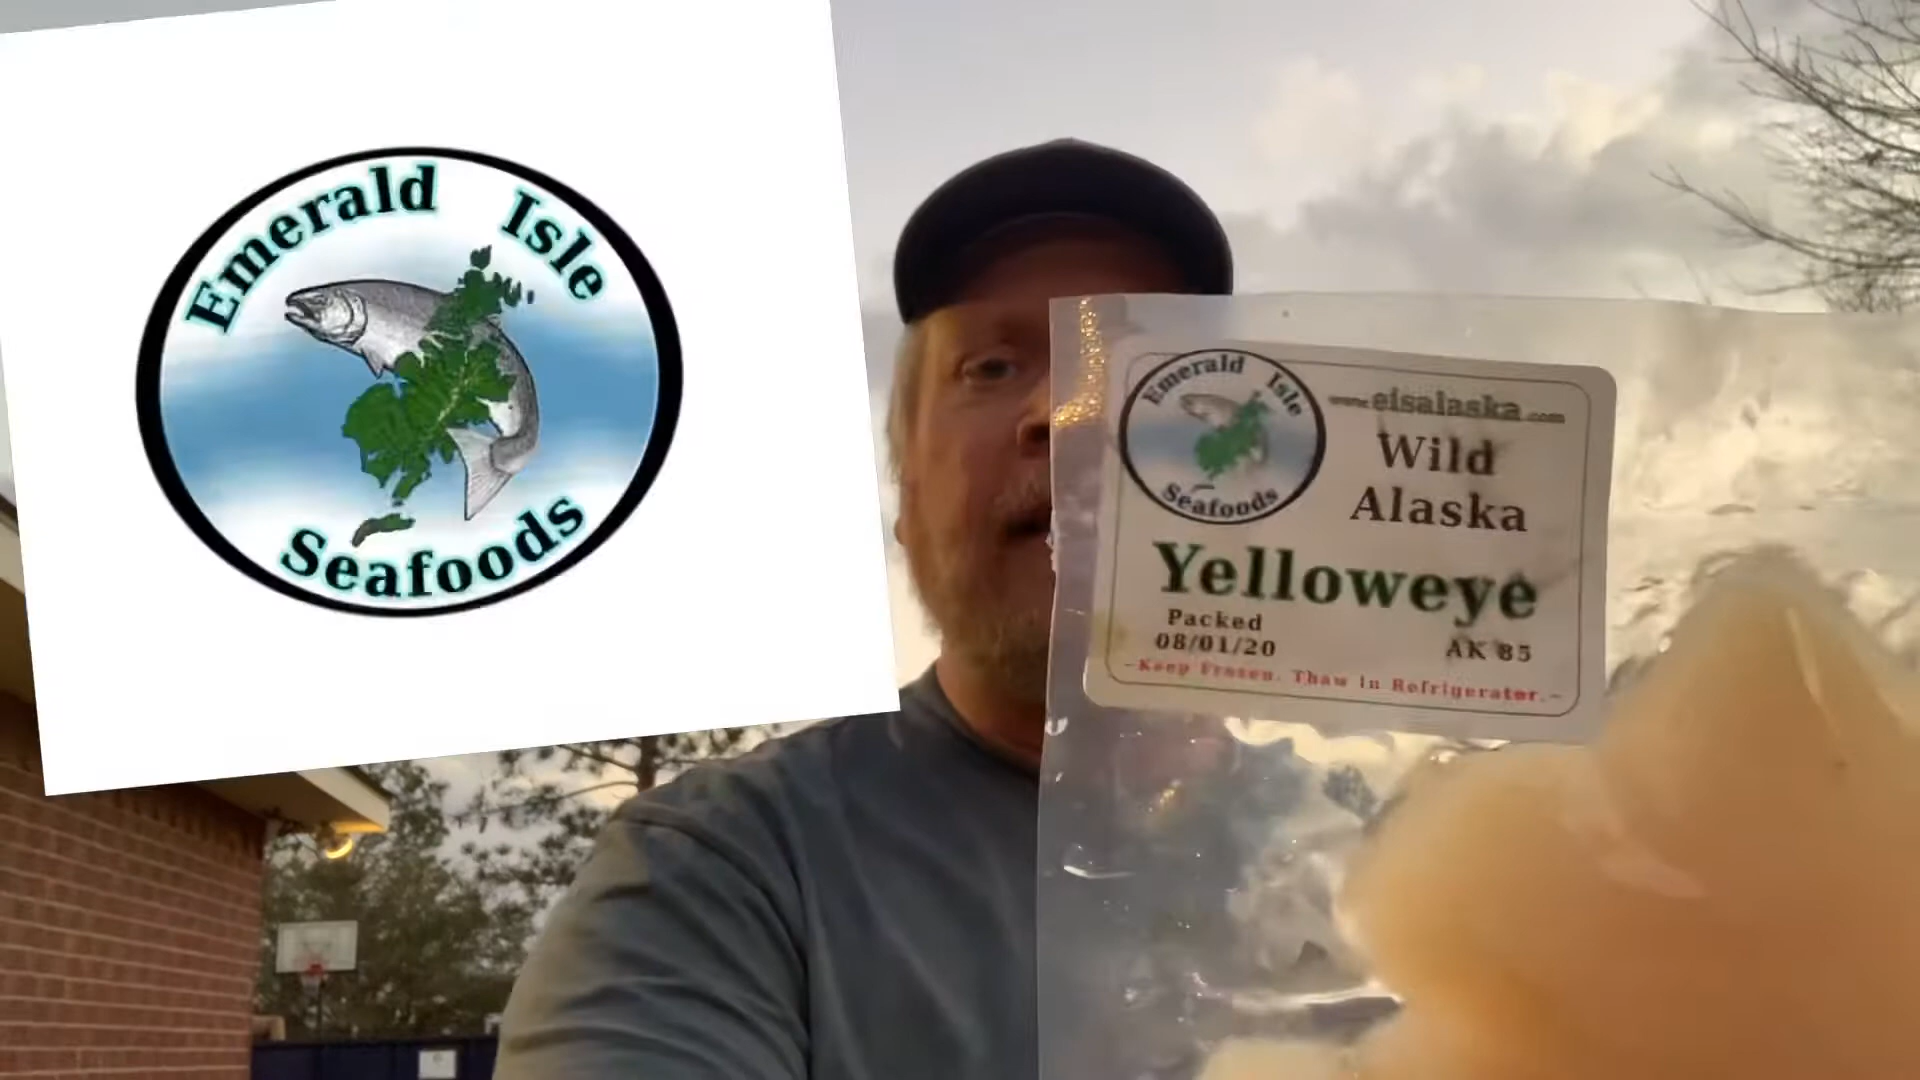 Emerald Isle
Seafoods
Emerald Isle
Seafoods
www.eisalaska.com
Wild
Alaska
Yelloweye
Packed
08/01/20
AK 85
-Keep Frozen. Thaw in Refrigerator.-